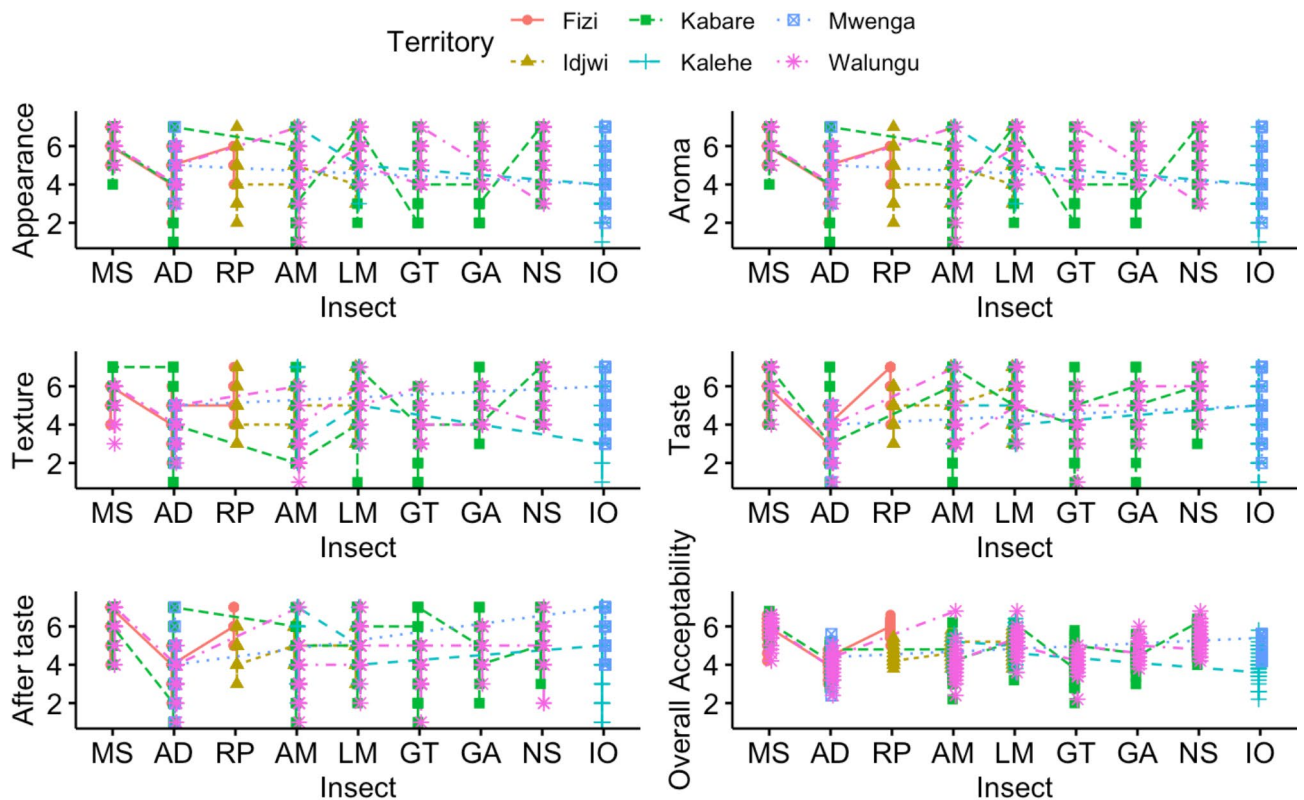 Territory
Fizi
Kabare
Mwenga
Idjwi
Kalehe
Walungu
Appearance
6
4
2
MS AD RP AM LM GT GA NS IO
Insect
Aroma
6
4
2
MS AD RP AM LM GT GA NS IO
Insect
Texture
6
4
2
MS AD RP AM LM GT GA NS IO
Insect
Taste
6
4
2
MS AD RP AM LM GT GA NS IO
Insect
After taste
6
4
2
MS AD RP AM LM GT GA NS IO
Insect
Overall Acceptability
6
4
2
MS AD RP AM LM GT GA NS IO
Insect